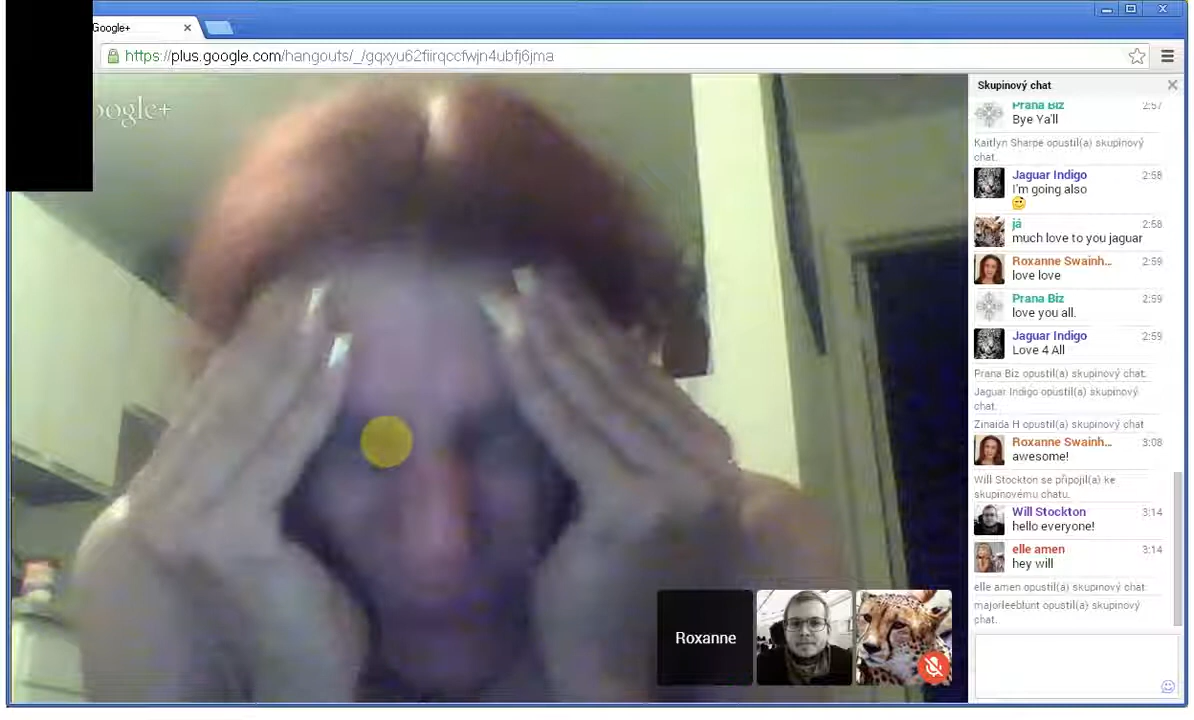 Google+
https://plus.google.com/hangouts/_/gqxyu62fiirqccfwjn4ubfj6jma
oogle+
Skupinový chat
Prana Biz 2:57
Bye Ya'll
Kaitlyn Sharpe opustil(a) skupinový
chat.
Jaguar Indigo 2:58
I'm going also
já 2:58
much love to you jaguar
Roxanne Swainh... 2:59
love love
Prana Biz 2:59
love you all.
Jaguar Indigo 2:59
Love 4 All
Prana Biz opustil(a) skupinový chat.
Jaguar Indigo opustil(a) skupinový
chat.
Zinaida H opustil(a) skupinový chat
Roxanne Swainh... 3:08
awesome!
Will Stockton se připojil(a) ke
skupinovému chatu.
Will Stockton 3:14
hello everyone!
elle amen 3:14
hey will
elle amen opustil(a) skupinový chat
majorleeblunt opustil(a) skupinový
chat.
Roxanne